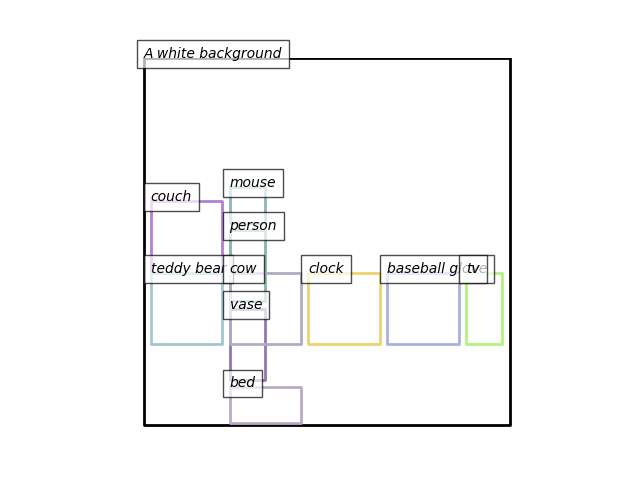 A white background
mouse
couch
person
teddy bear
cow
clock
baseball glove
tv
vase
bed